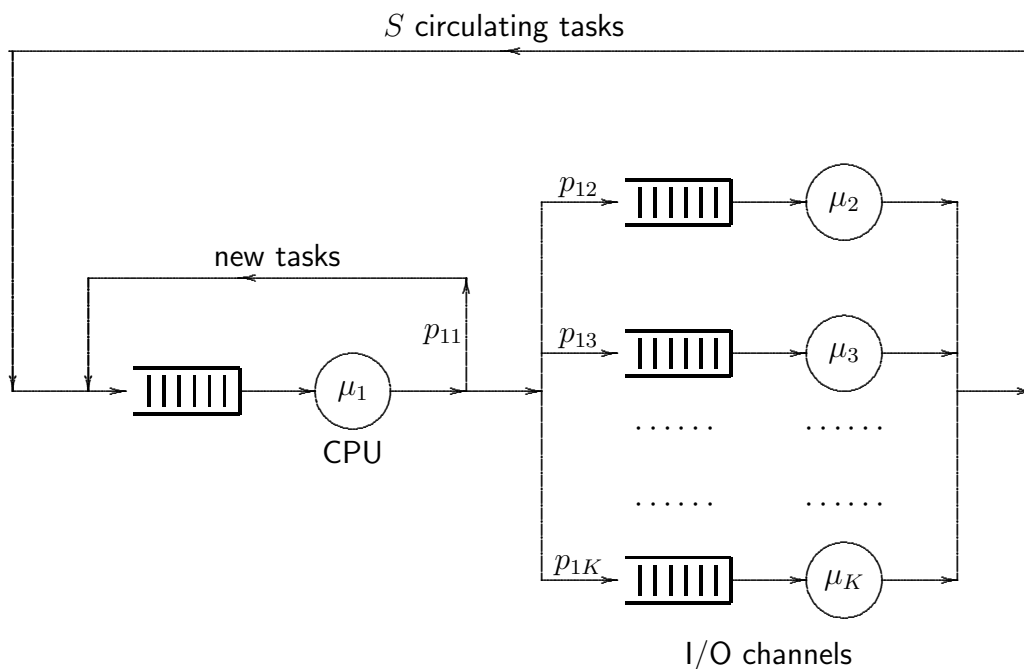 S circulating tasks
p₁₂
μ₂
new tasks
p₁₁
p₁₃
μ₃
μ₁
CPU
...... ......
...... ......
p₁K
μK
I/O channels